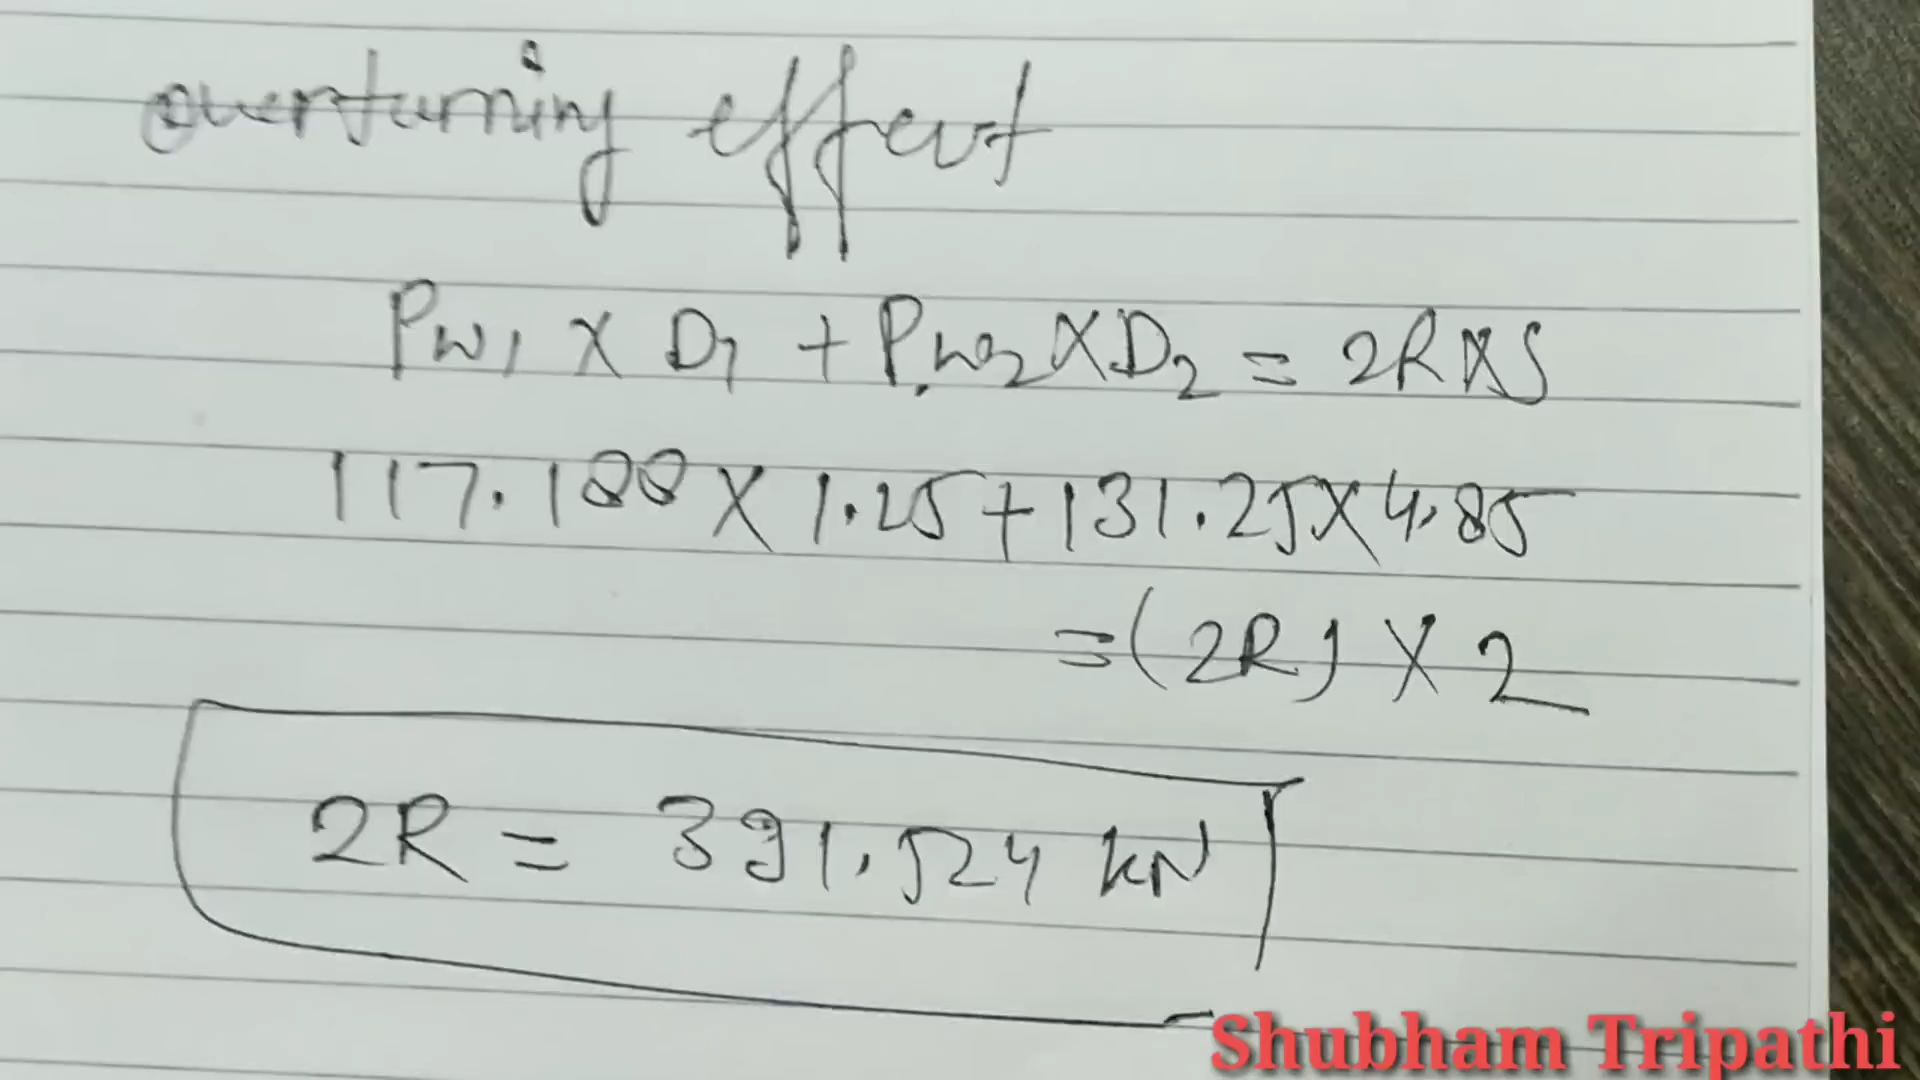 overturning effect
Pw1 X D1 + Pw2 X D2 = 2R X S
117.188 X 1.25 + 131.25 X 4.85
= (2R) X 2
2R = 391.524 kN
Shubham Tripathi